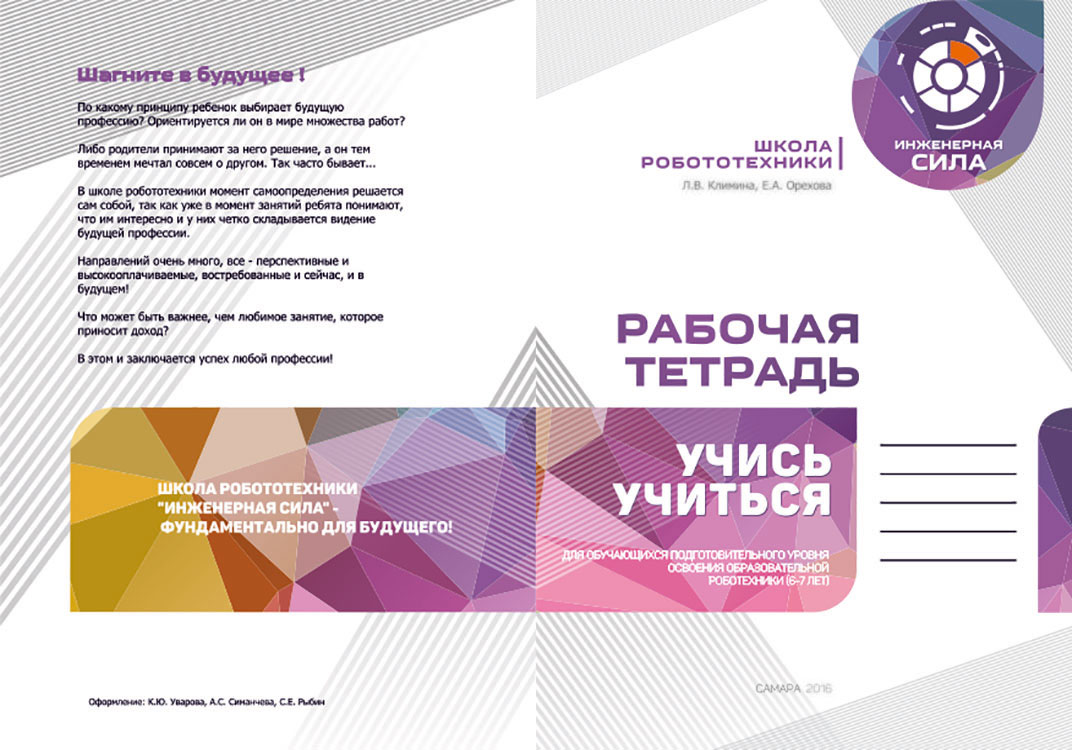 Шагните в будущее !
По какому принципу ребенок выбирает будущую
профессию? Ориентируется ли он в мире множества работ?
Либо родители принимают за него решение, а он тем
временем мечтал совсем о другом. Так часто бывает...
В школе робототехники момент самоопределения решается
сам собой, так как уже в момент занятий ребята понимают,
что им интересно и у них четко складывается видение
будущей профессии.
Направлений очень много, все - перспективные и
высокооплачиваемые, востребованные и сейчас, и в
будущем!
Что может быть важнее, чем любимое занятие, которое
приносит доход?
В этом и заключается успех любой профессии!
ШКОЛА РОБОТОТЕХНИКИ
"ИНЖЕНЕРНАЯ СИЛА" -
ФУНДАМЕНТАЛЬНО ДЛЯ БУДУЩЕГО!
Оформление: К.Ю. Уварова, А.С. Симанчева, С.Е. Рыбин
ИНЖЕНЕРНАЯ
СИЛА
ШКОЛА
РОБОТОТЕХНИКИ
Л.В. Климина, Е.А. Орехова
РАБОЧАЯ
ТЕТРАДЬ
УЧИСЬ
УЧИТЬСЯ
ДЛЯ ОБУЧАЮЩИХСЯ ПОДГОТОВИТЕЛЬНОГО УРОВНЯ
ОСВОЕНИЯ ОБРАЗОВАТЕЛЬНОЙ
РОБОТЕХНИКИ (6-7 ЛЕТ)
САМАРА 2016